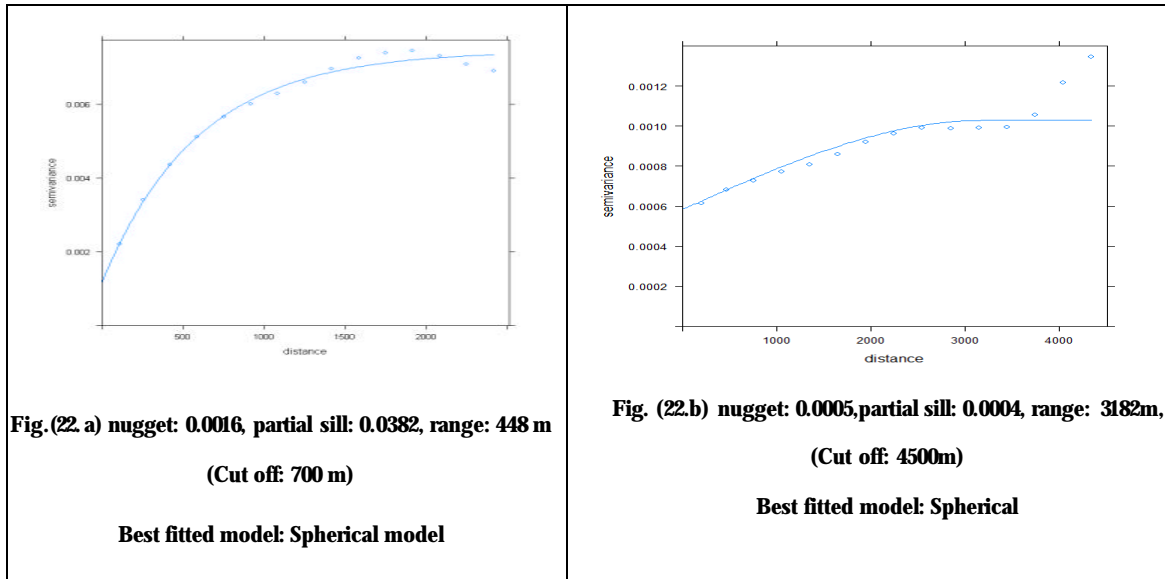 0.006
0.004
0.002
semivariance
500
1000
1500
2000
distance
Fig.(22. a) nugget: 0.0016, partial sill: 0.0382, range: 448 m
(Cut off: 700 m)
Best fitted model: Spherical model
0.0012
0.0010
0.0008
0.0006
0.0004
0.0002
semivariance
1000
2000
3000
4000
distance
Fig. (22.b) nugget: 0.0005,partial sill: 0.0004, range: 3182m,
(Cut off: 4500m)
Best fitted model: Spherical